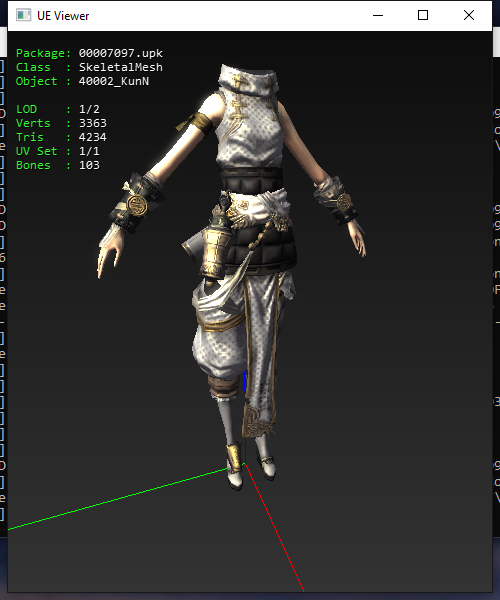 UE Viewer
Package: 00007097.upk
Class : SkeletalMesh
Object : 40002_KunN
LOD : 1/2
Verts : 3363
Tris : 4234
UV Set : 1/1
Bones : 103